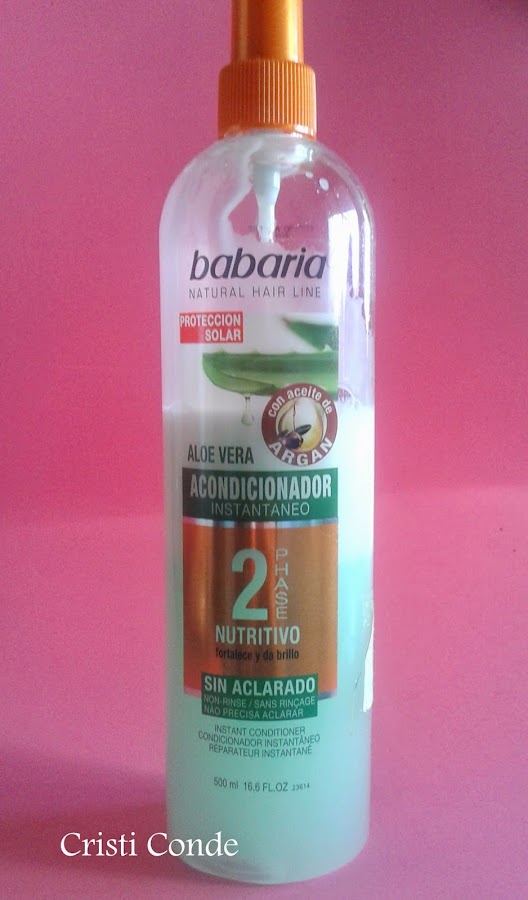 babaria
NATURAL HAIR LINE
PROTECCION
SOLAR
con aceite de
ARGAN
ALOE VERA
ACONDICIONADOR
INSTANTANEO
2
PHASE
NUTRITIVO
fortalece y da brillo
SIN ACLARADO
NON-RINSE / SANS RINÇAGE
NÃO PRECISA ACLARAR
INSTANT CONDITIONER
CONDICIONADOR INSTANTÂNEO
REPARATEUR INSTANTANÉ
500 ml 16.6 FL.OZ 23614
Cristi Conde